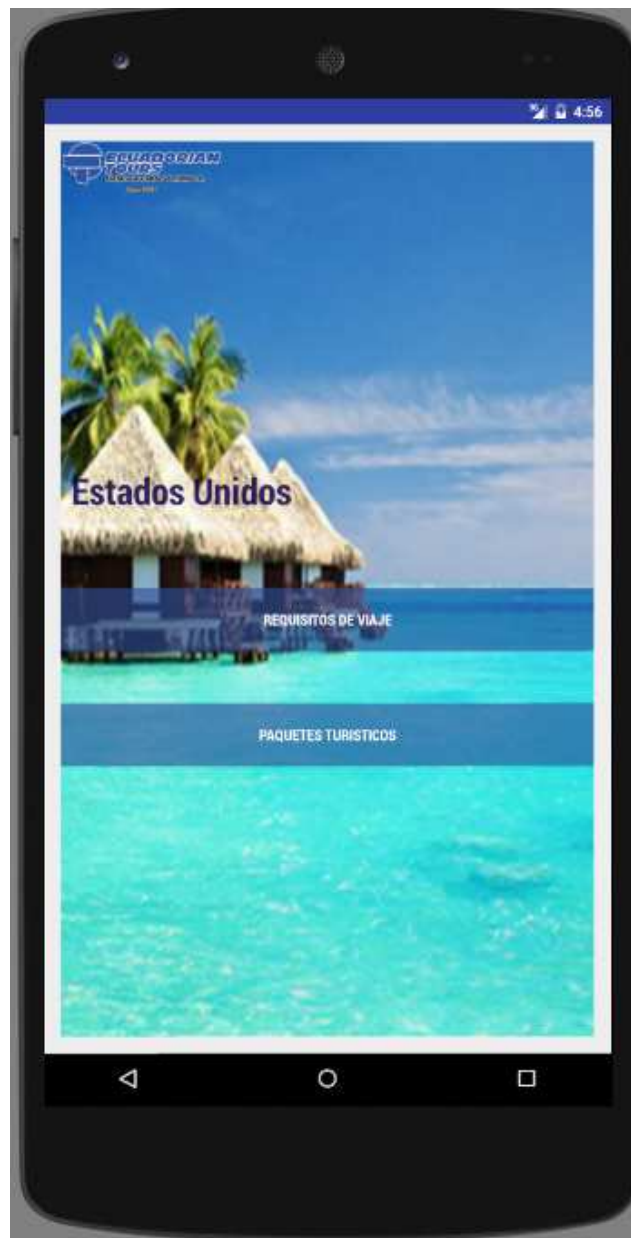 4:56
ECUADORIAN
TOURS
Estados Unidos
REQUISITOS DE VIAJE
PAQUETES TURISTICOS